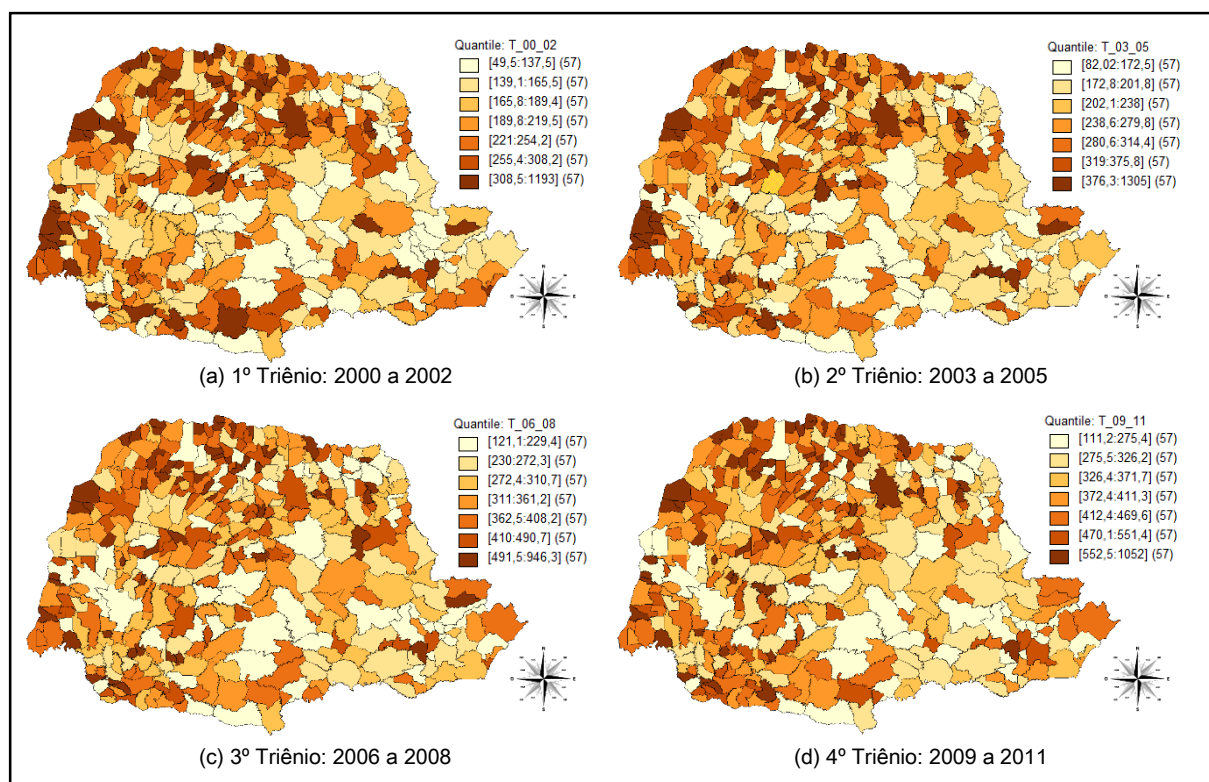 Quantile: T_00_02
[49,5:137,5] (57)
[139,1:165,5] (57)
[165,8:189,4] (57)
[189,8:219,5] (57)
[221:254,2] (57)
[255,4:308,2] (57)
[308,5:1193] (57)
N
S
(a) 1º Triênio: 2000 a 2002
Quantile: T_03_05
[82,02:172,5] (57)
[172,8:201,8] (57)
[202,1:238] (57)
[238,6:279,8] (57)
[280,6:314,4] (57)
[319:375,8] (57)
[376,3:1305] (57)
N
S
(b) 2º Triênio: 2003 a 2005
Quantile: T_06_08
[121,1:229,4] (57)
[230:272,3] (57)
[272,4:310,7] (57)
[311:361,2] (57)
[362,5:408,2] (57)
[410:490,7] (57)
[491,5:946,3] (57)
N
S
(c) 3º Triênio: 2006 a 2008
Quantile: T_09_11
[111,2:275,4] (57)
[275,5:326,2] (57)
[326,4:371,7] (57)
[372,4:411,3] (57)
[412,4:469,6] (57)
[470,1:551,4] (57)
[552,5:1052] (57)
N
S
(d) 4º Triênio: 2009 a 2011